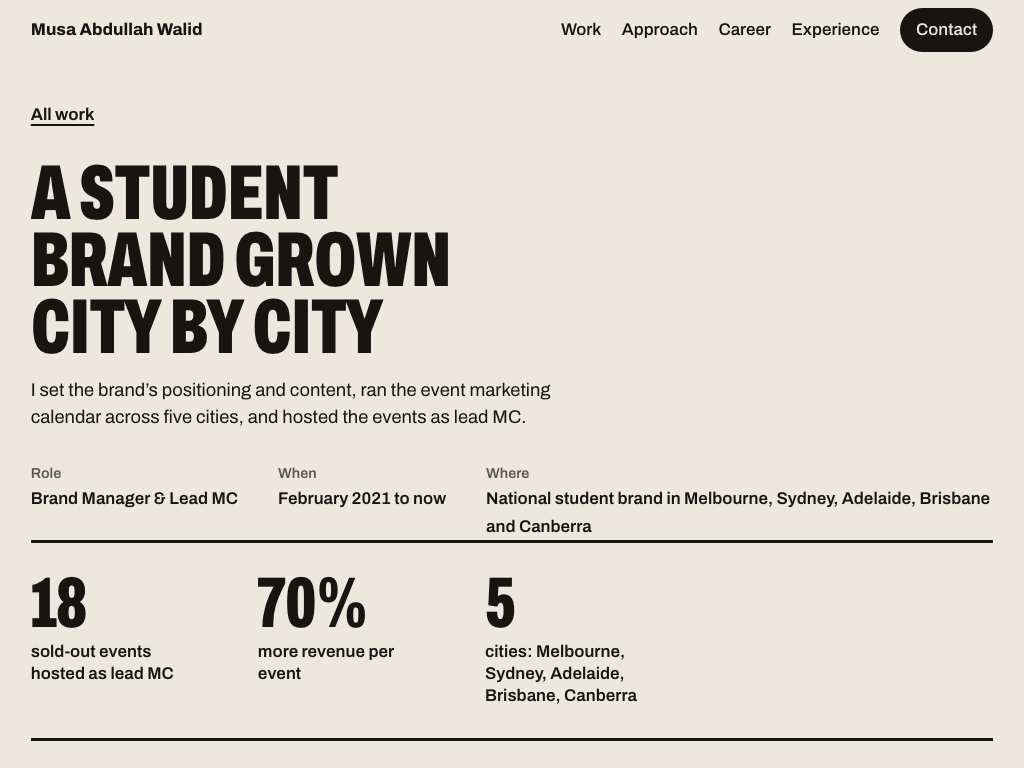 Musa Abdullah Walid
Work
Approach
Career
Experience
Contact
All work
A STUDENT
BRAND GROWN
CITY BY CITY
I set the brand’s positioning and content, ran the event marketing
calendar across five cities, and hosted the events as lead MC.
Role
Brand Manager & Lead MC
When
February 2021 to now
Where
National student brand in Melbourne, Sydney, Adelaide, Brisbane
and Canberra
18
sold-out events
hosted as lead MC
70%
more revenue per
event
5
cities: Melbourne,
Sydney, Adelaide,
Brisbane, Canberra